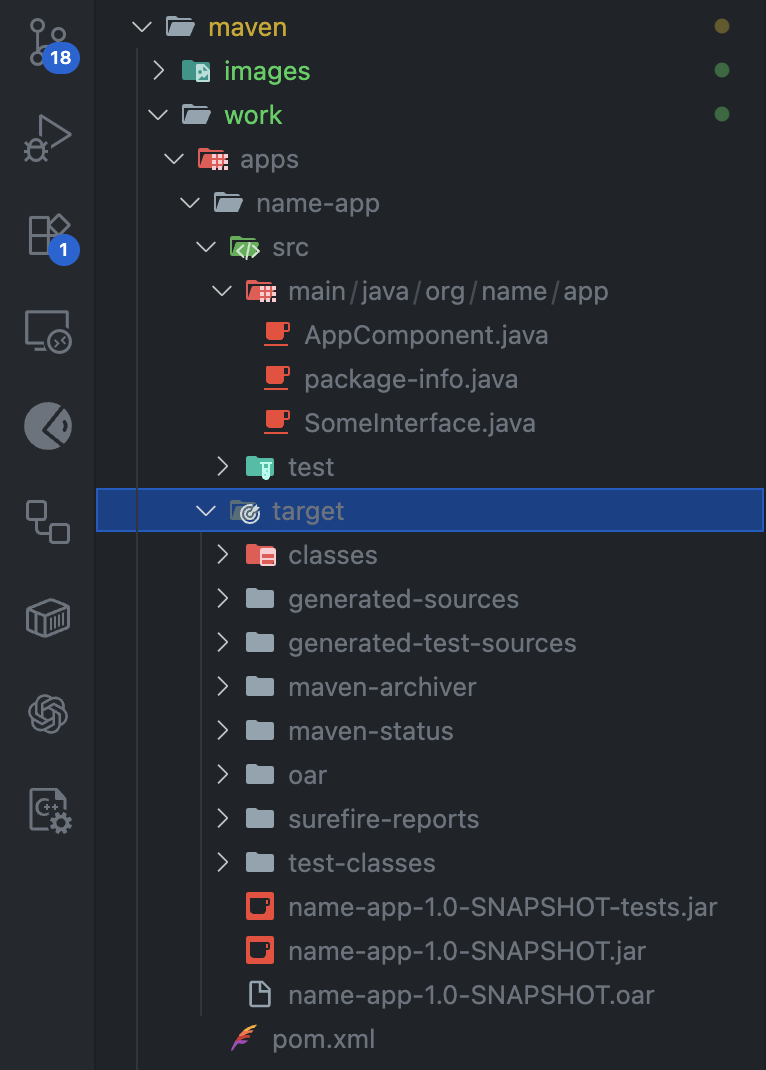 18
1
C++
maven
images
work
apps
name-app
src
main/java/org/name/app
AppComponent.java
package-info.java
SomeInterface.java
test
target
classes
generated-sources
generated-test-sources
maven-archiver
maven-status
oar
surefire-reports
test-classes
name-app-1.0-SNAPSHOT-tests.jar
name-app-1.0-SNAPSHOT.jar
name-app-1.0-SNAPSHOT.oar
pom.xml